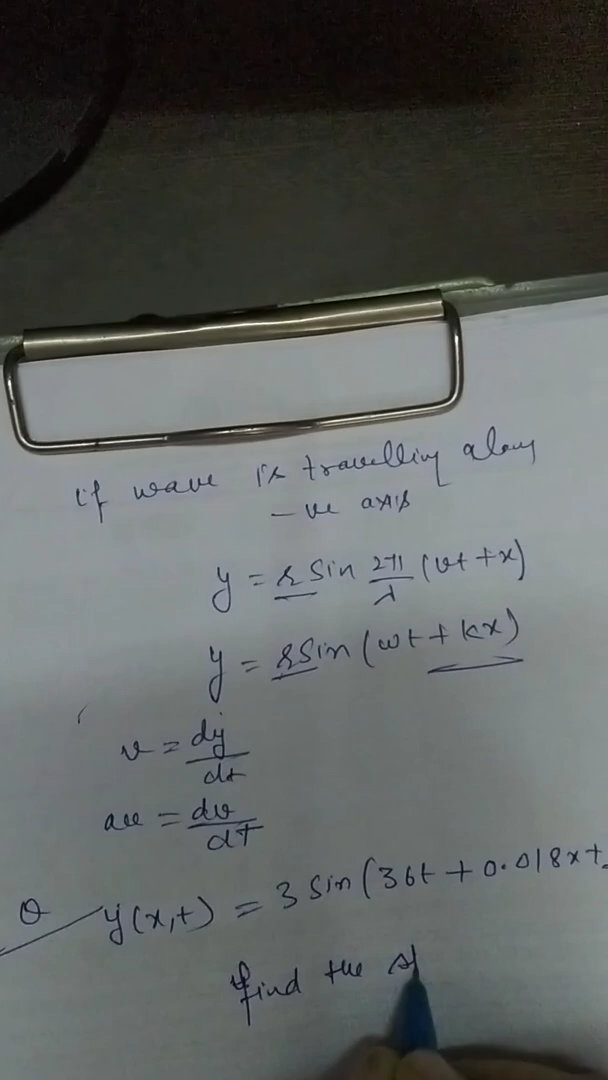 if wave is travelling along
-ve axis
y = r Sin 2π/λ (vt + x)
y = r Sin (ωt + kx)
v = dy/dt
acc = dv/dt
Q y(x,t) = 3 Sin (36t + 0.018x +
find the